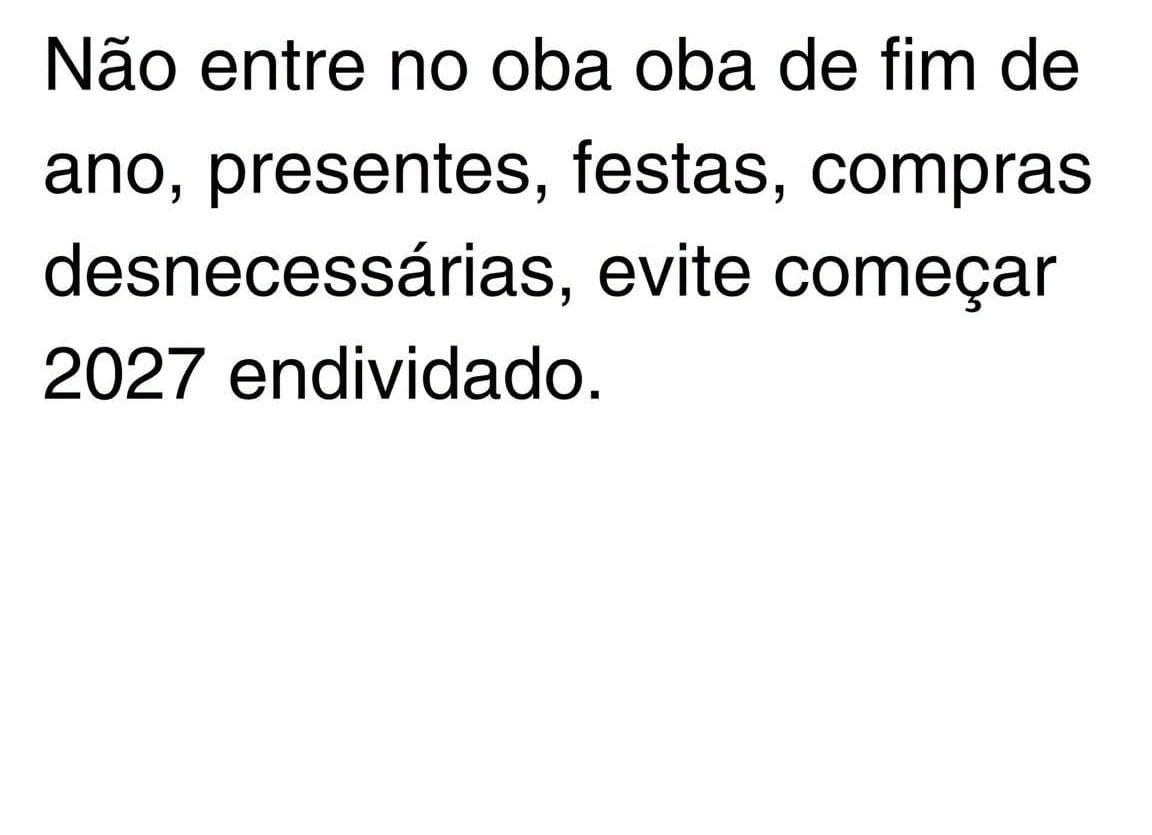 Não entre no oba oba de fim de
ano, presentes, festas, compras
desnecessárias, evite começar
2027 endividado.